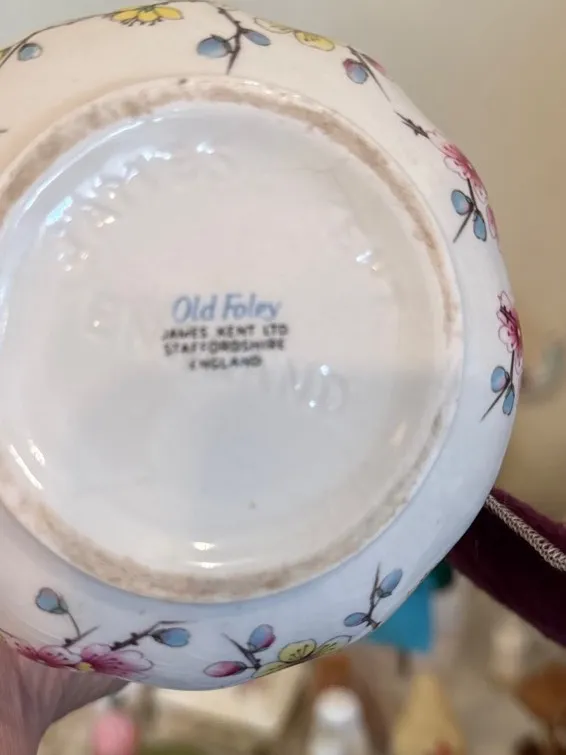 Old Foley
JAMES KENT LTD
STAFFORDSHIRE
ENGLAND